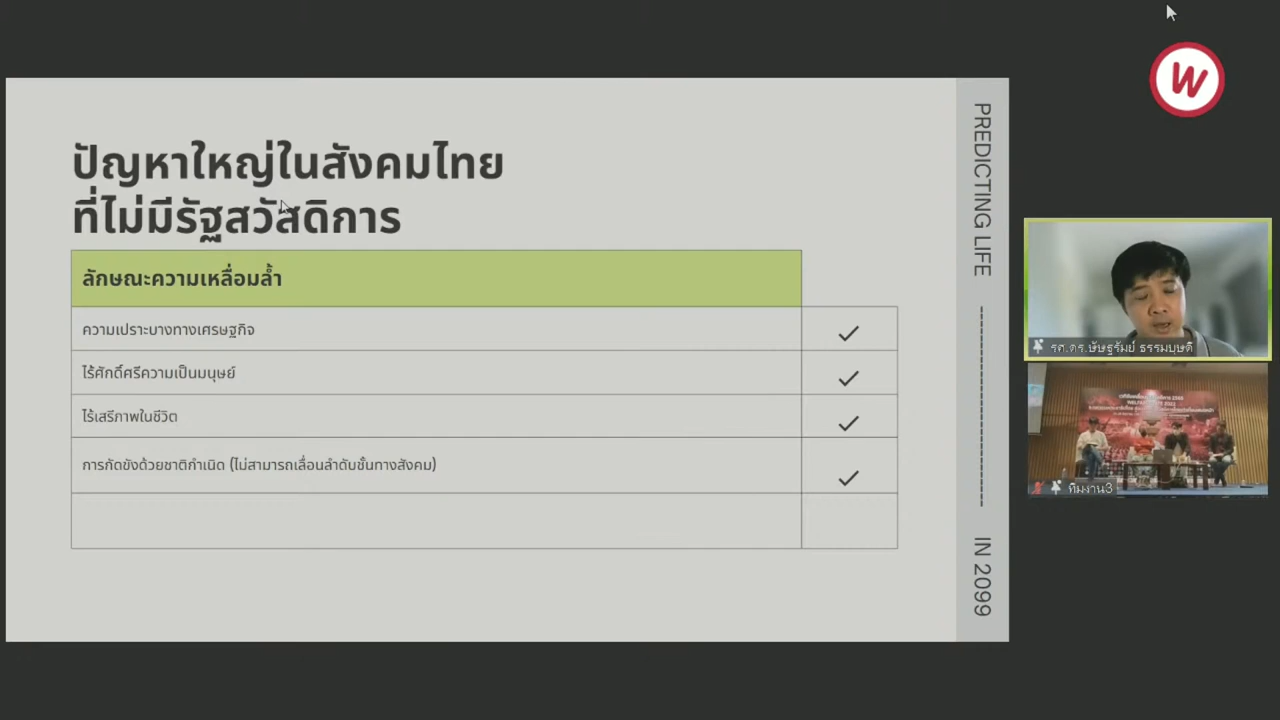 ปัญหาใหญ่ในสังคมไทย
ที่ไม่มีรัฐสวัสดิการ
ลักษณะความเหลื่อมล้ำ
ความเปราะบางทางเศรษฐกิจ
ไร้ศักดิ์ศรีความเป็นมนุษย์
ไร้เสรีภาพในชีวิต
การกัดขังด้วยชาติกำเนิด (ไม่สามารถเลื่อนลำดับชั้นทางสังคม)
PREDICTING LIFE
IN 2099
W
รศ.ดร.ษัษฐรัมย์ ธรรมบุษดี
ทีมงาน3